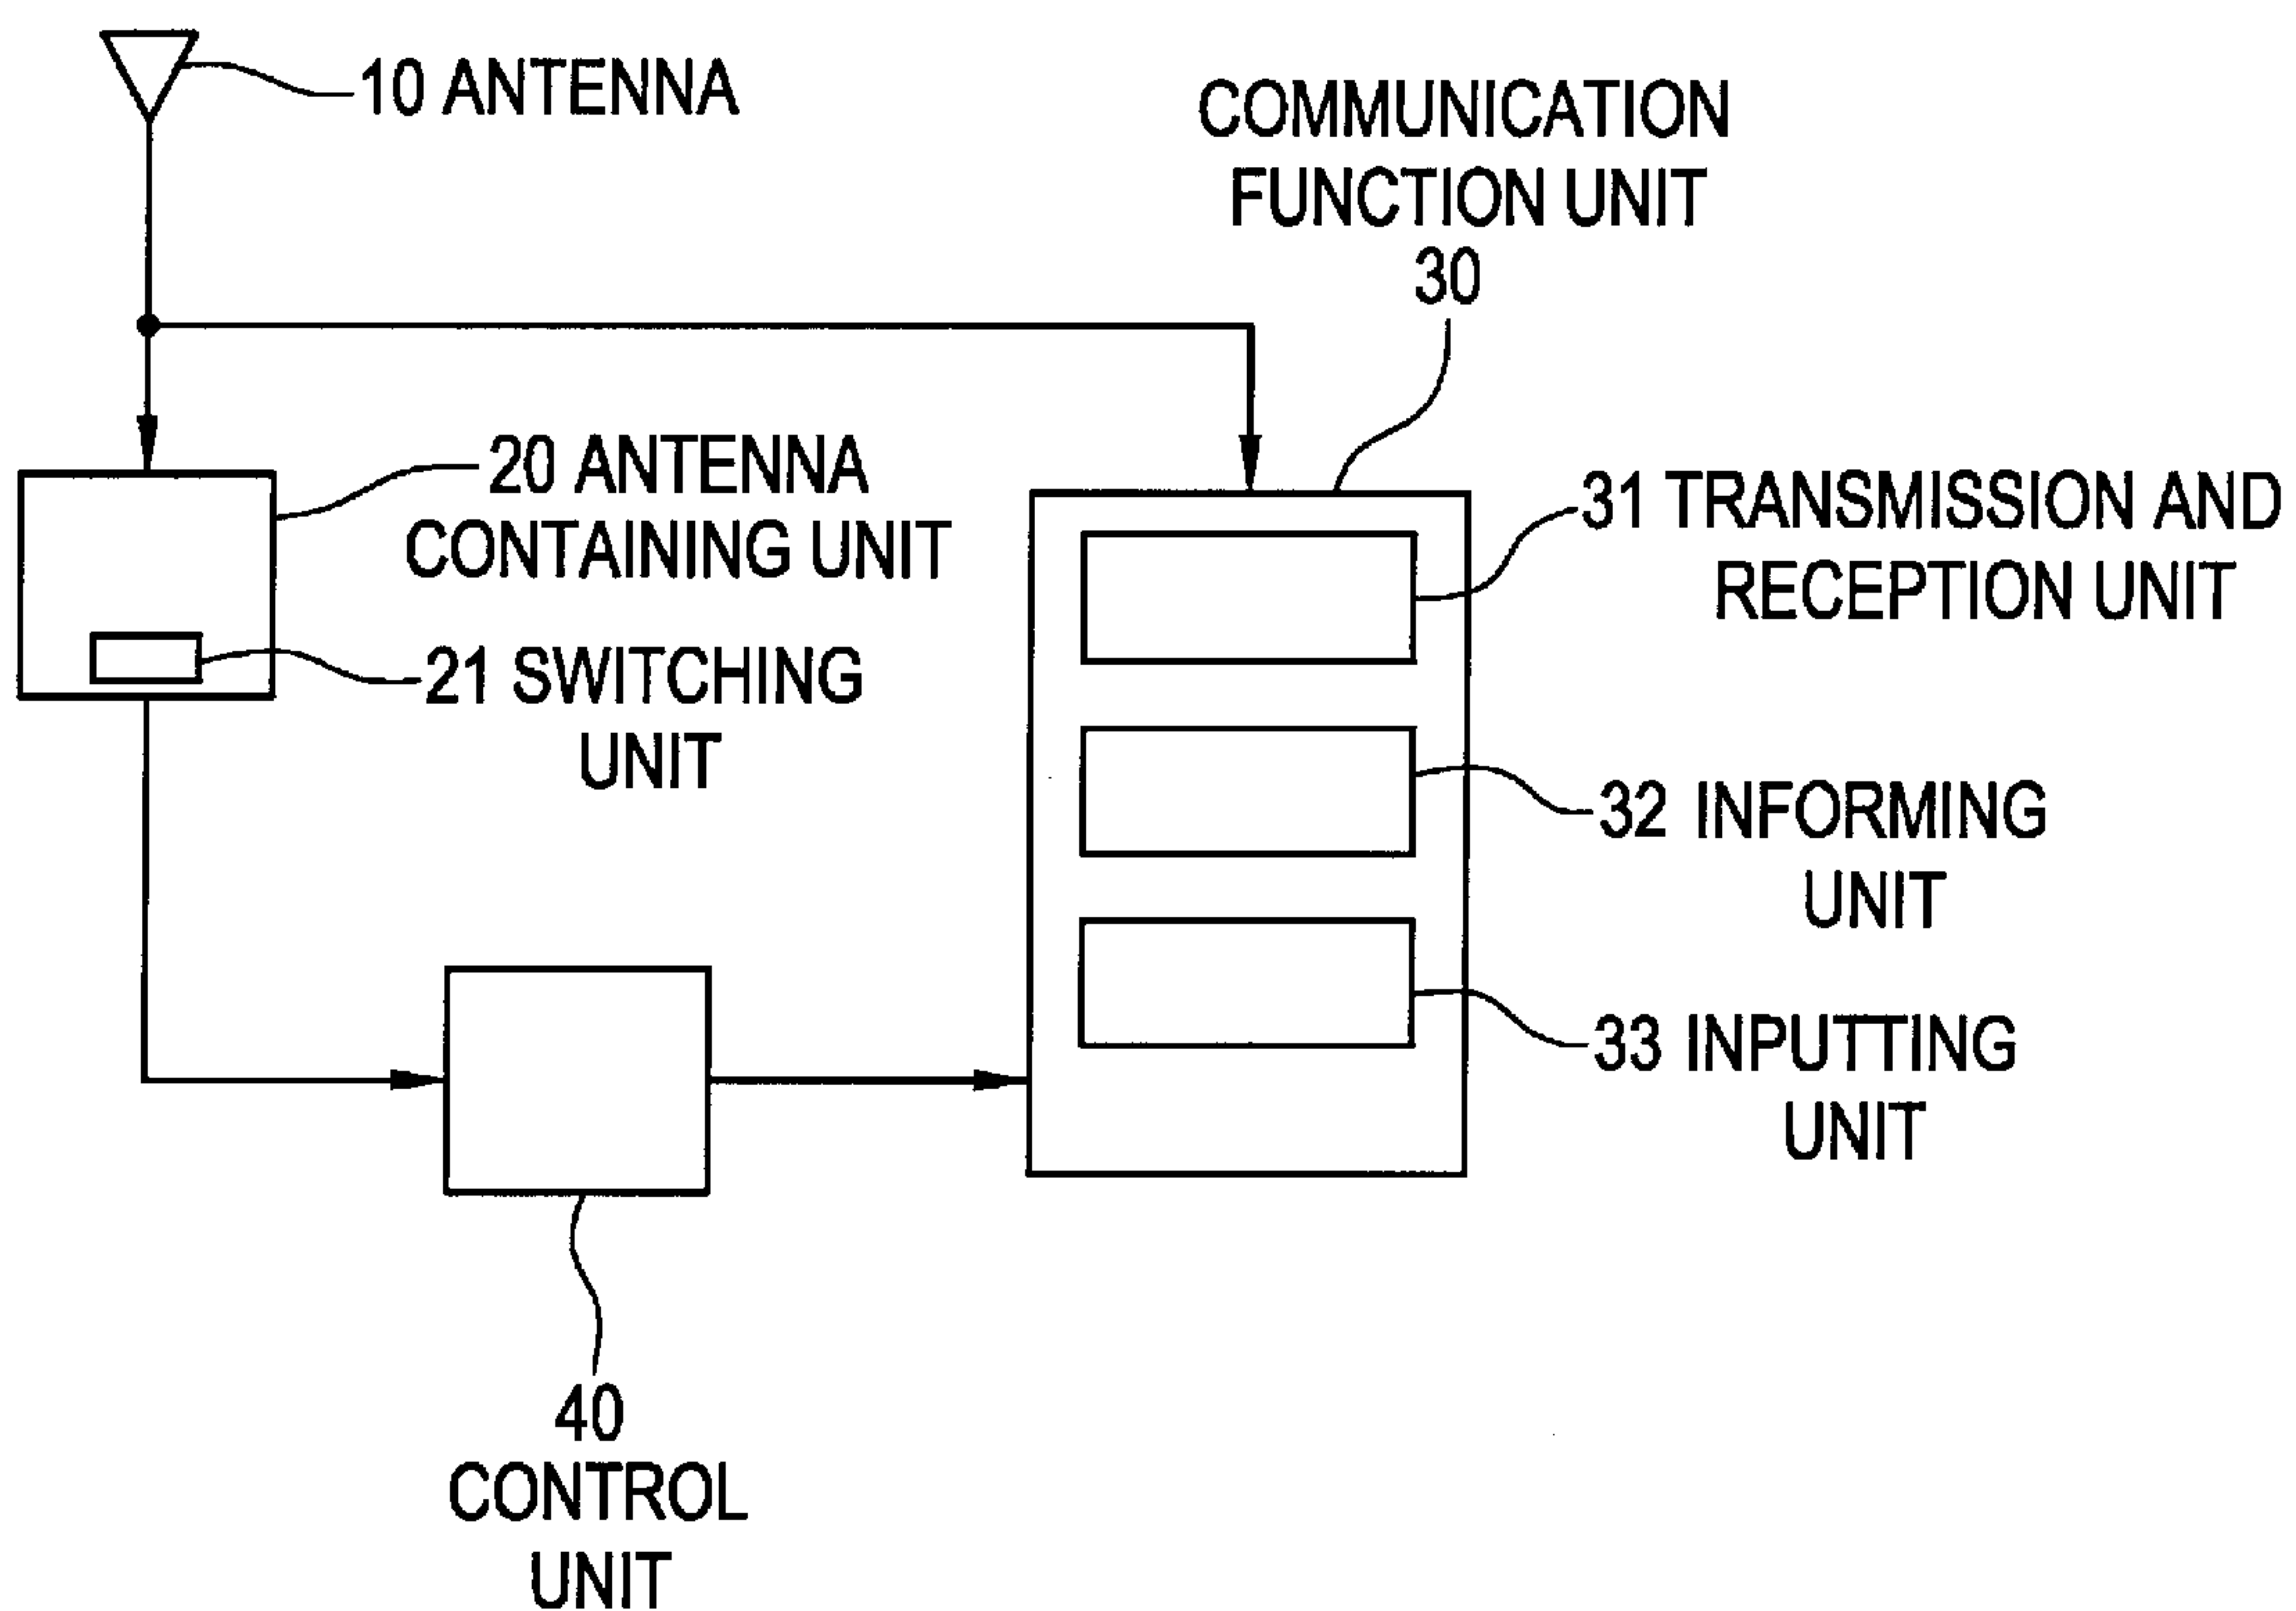 10 ANTENNA
COMMUNICATION
FUNCTION UNIT
30
20 ANTENNA
CONTAINING UNIT
21 SWITCHING
UNIT
31 TRANSMISSION AND
RECEPTION UNIT
32 INFORMING
UNIT
33 INPUTTING
UNIT
40
CONTROL
UNIT